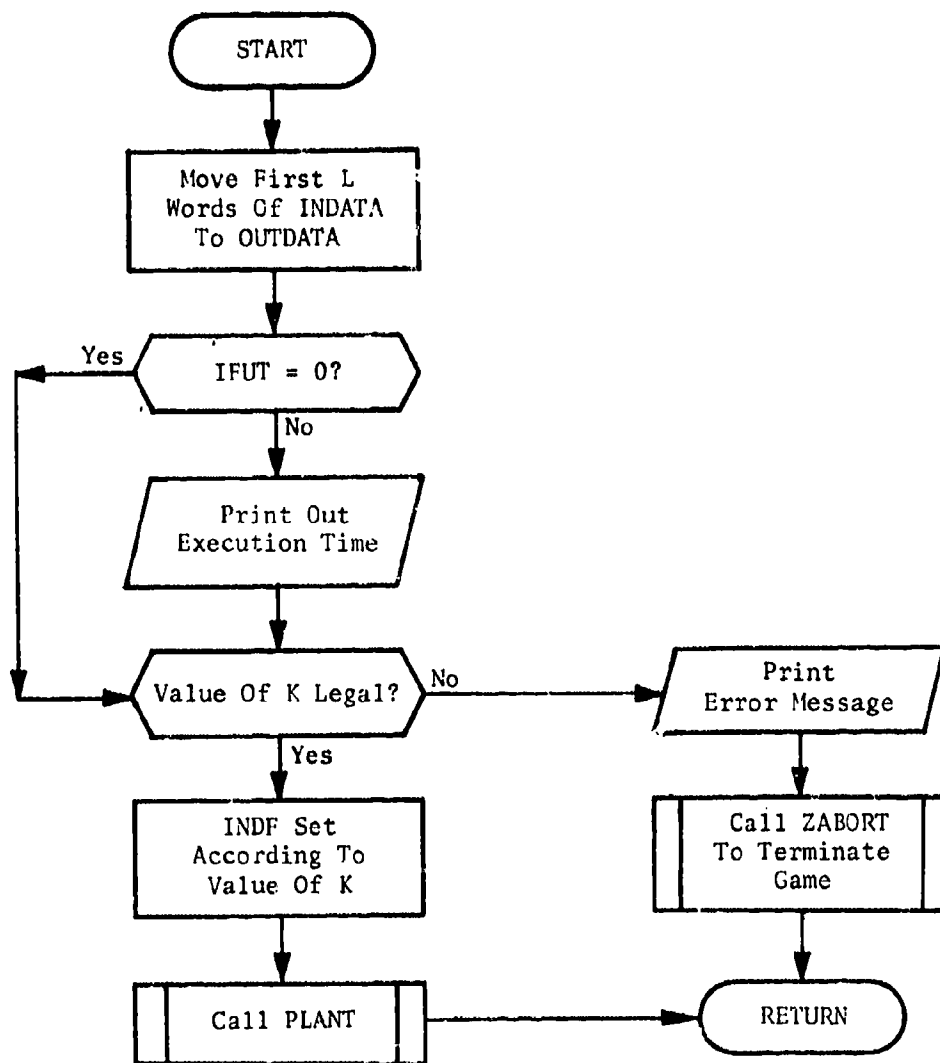 START
Move First L
Words Of INDATA
To OUTDATA
Yes
IFUT = 0?
No
Print Out
Execution Time
Value Of K Legal?
No
Print
Error Message
Yes
INDF Set
According To
Value Of K
Call ZABORT
To Terminate
Game
Call PLANT
RETURN